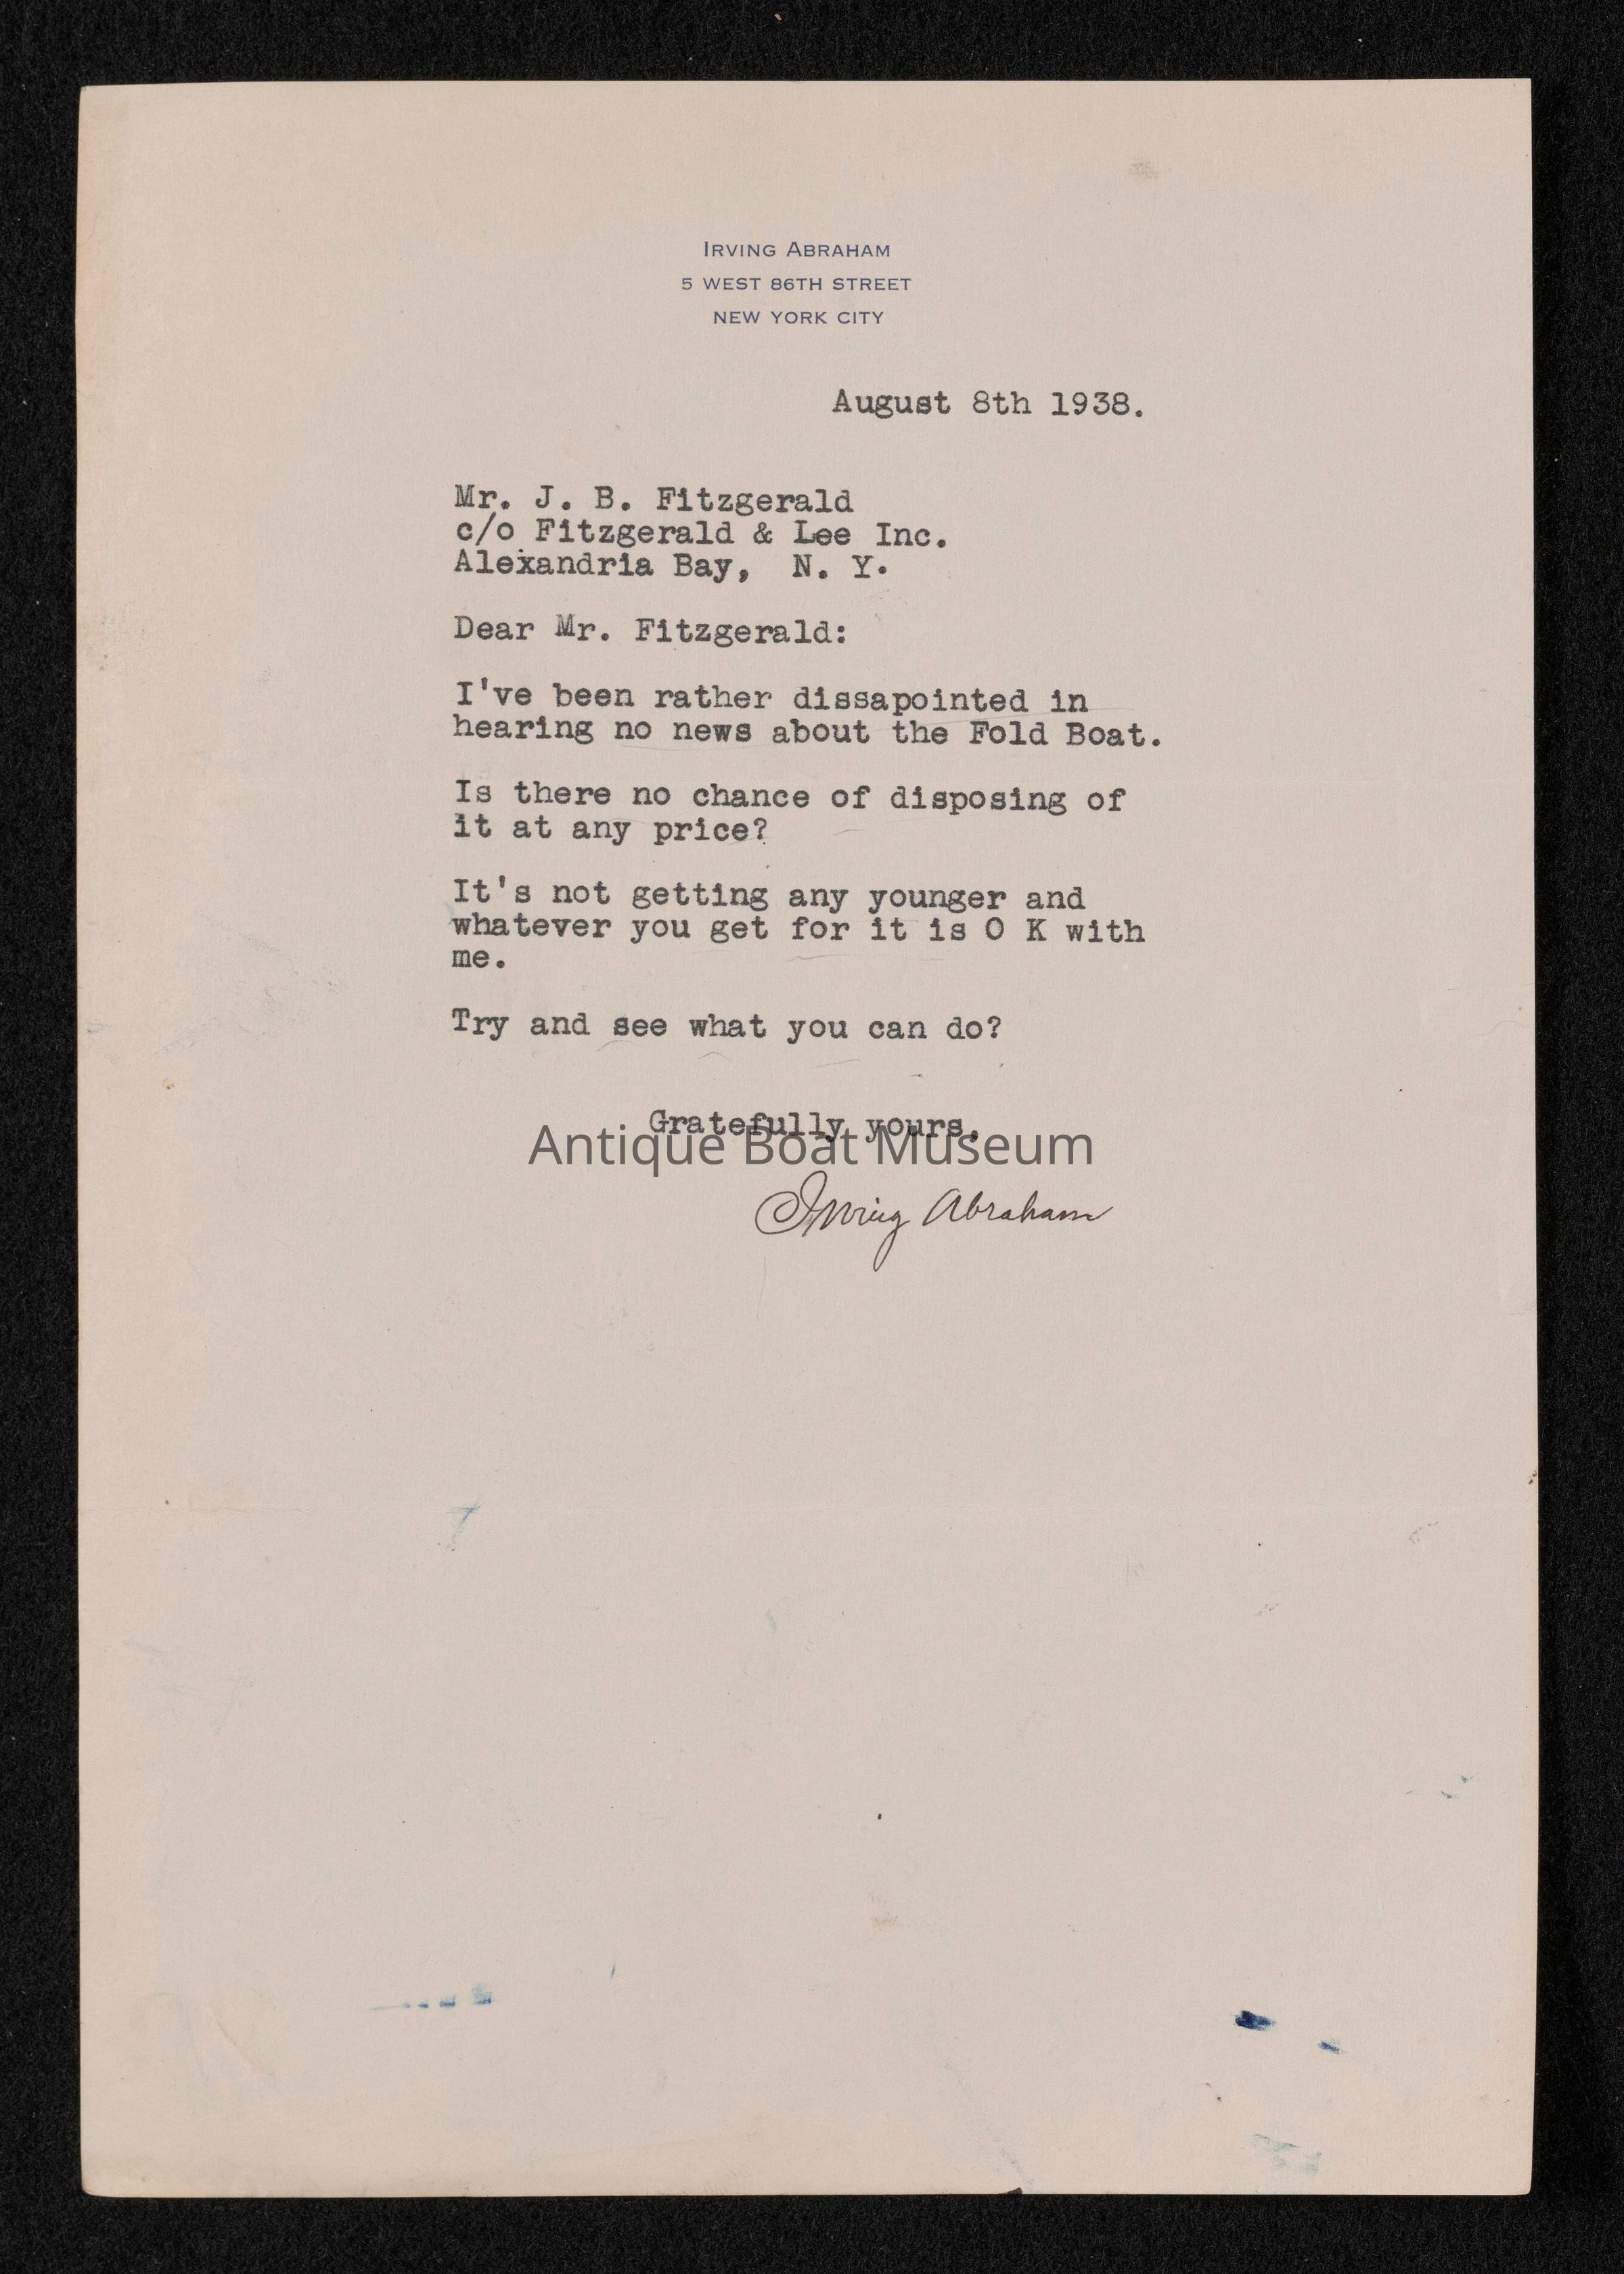 Irving Abraham
5 West 86th Street
New York City
August 8th 1938.
Mr. J. B. Fitzgerald
c/o Fitzgerald & Lee Inc.
Alexandria Bay, N. Y.
Dear Mr. Fitzgerald:
I've been rather dissapointed in
hearing no news about the Fold Boat.
Is there no chance of disposing of
it at any price?
It's not getting any younger and
whatever you get for it is O K with
me.
Try and see what you can do?
Gratefully yours,
Antique Boat Museum
Irving Abraham